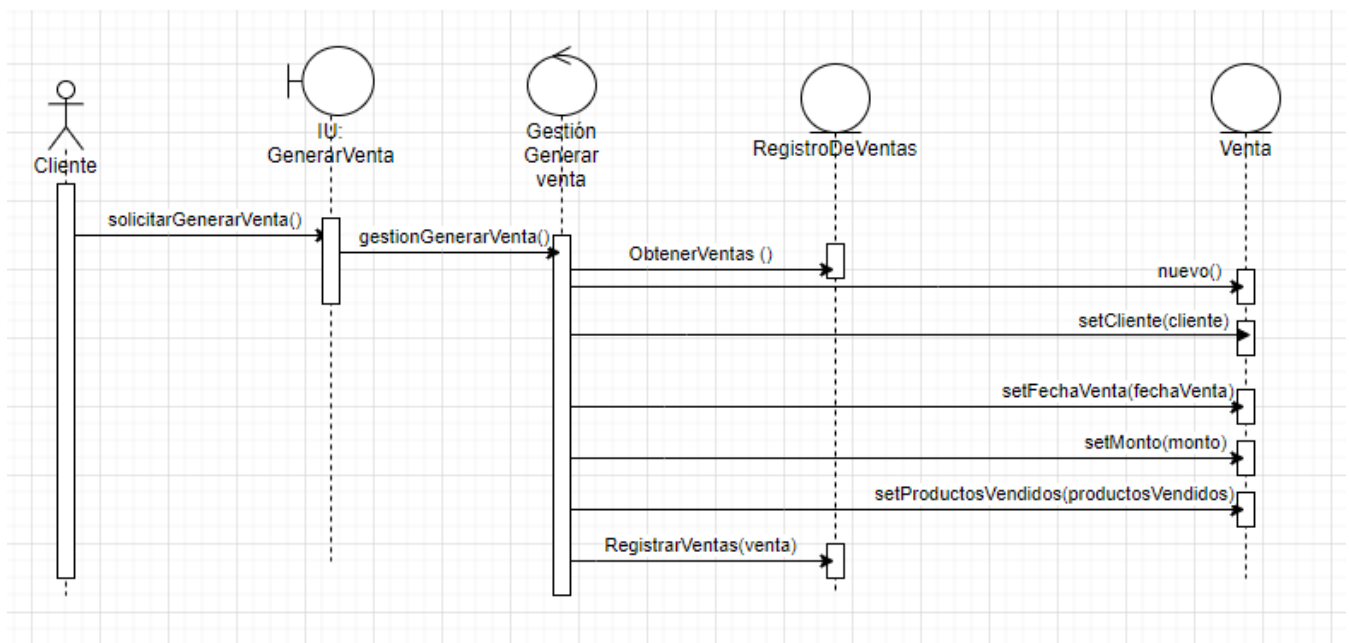 IU:
GenerarVenta
Gestión
Generar
venta
RegistroDeVentas
Venta
Cliente
solicitarGenerarVenta()
gestionGenerarVenta()
ObtenerVentas ()
nuevo()
setCliente(cliente)
setFechaVenta(fechaVenta)
setMonto(monto)
setProductosVendidos(productosVendidos)
RegistrarVentas(venta)